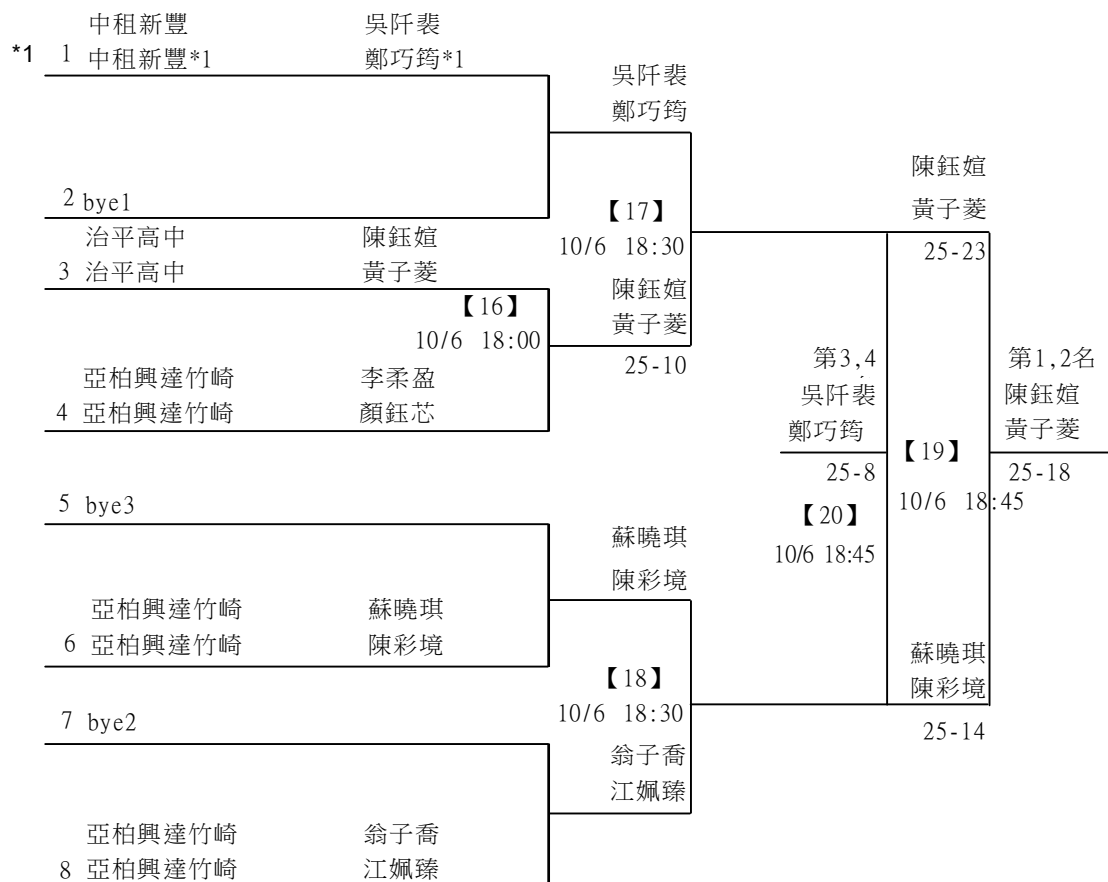 中租新豐 吳阡裴
*1 1 中租新豐*1 鄭巧筠*1
吳阡裴
鄭巧筠
2 bye1
治平高中 陳鈺媗
3 治平高中 黃子菱
【16】
10/6 18:00
【17】
10/6 18:30
陳鈺媗
黃子菱
25-10
亞柏興達竹崎 李柔盈
4 亞柏興達竹崎 顏鈺芯
陳鈺媗
黃子菱
25-23
第3,4
吳阡裴
鄭巧筠
25-8
【20】
10/6 18:45
第1,2名
陳鈺媗
黃子菱
25-18
【19】
10/6 18:45
5 bye3
蘇曉琪
陳彩境
亞柏興達竹崎 蘇曉琪
6 亞柏興達竹崎 陳彩境
【18】
10/6 18:30
蘇曉琪
陳彩境
25-14
7 bye2
翁子喬
江姵臻
亞柏興達竹崎 翁子喬
8 亞柏興達竹崎 江姵臻